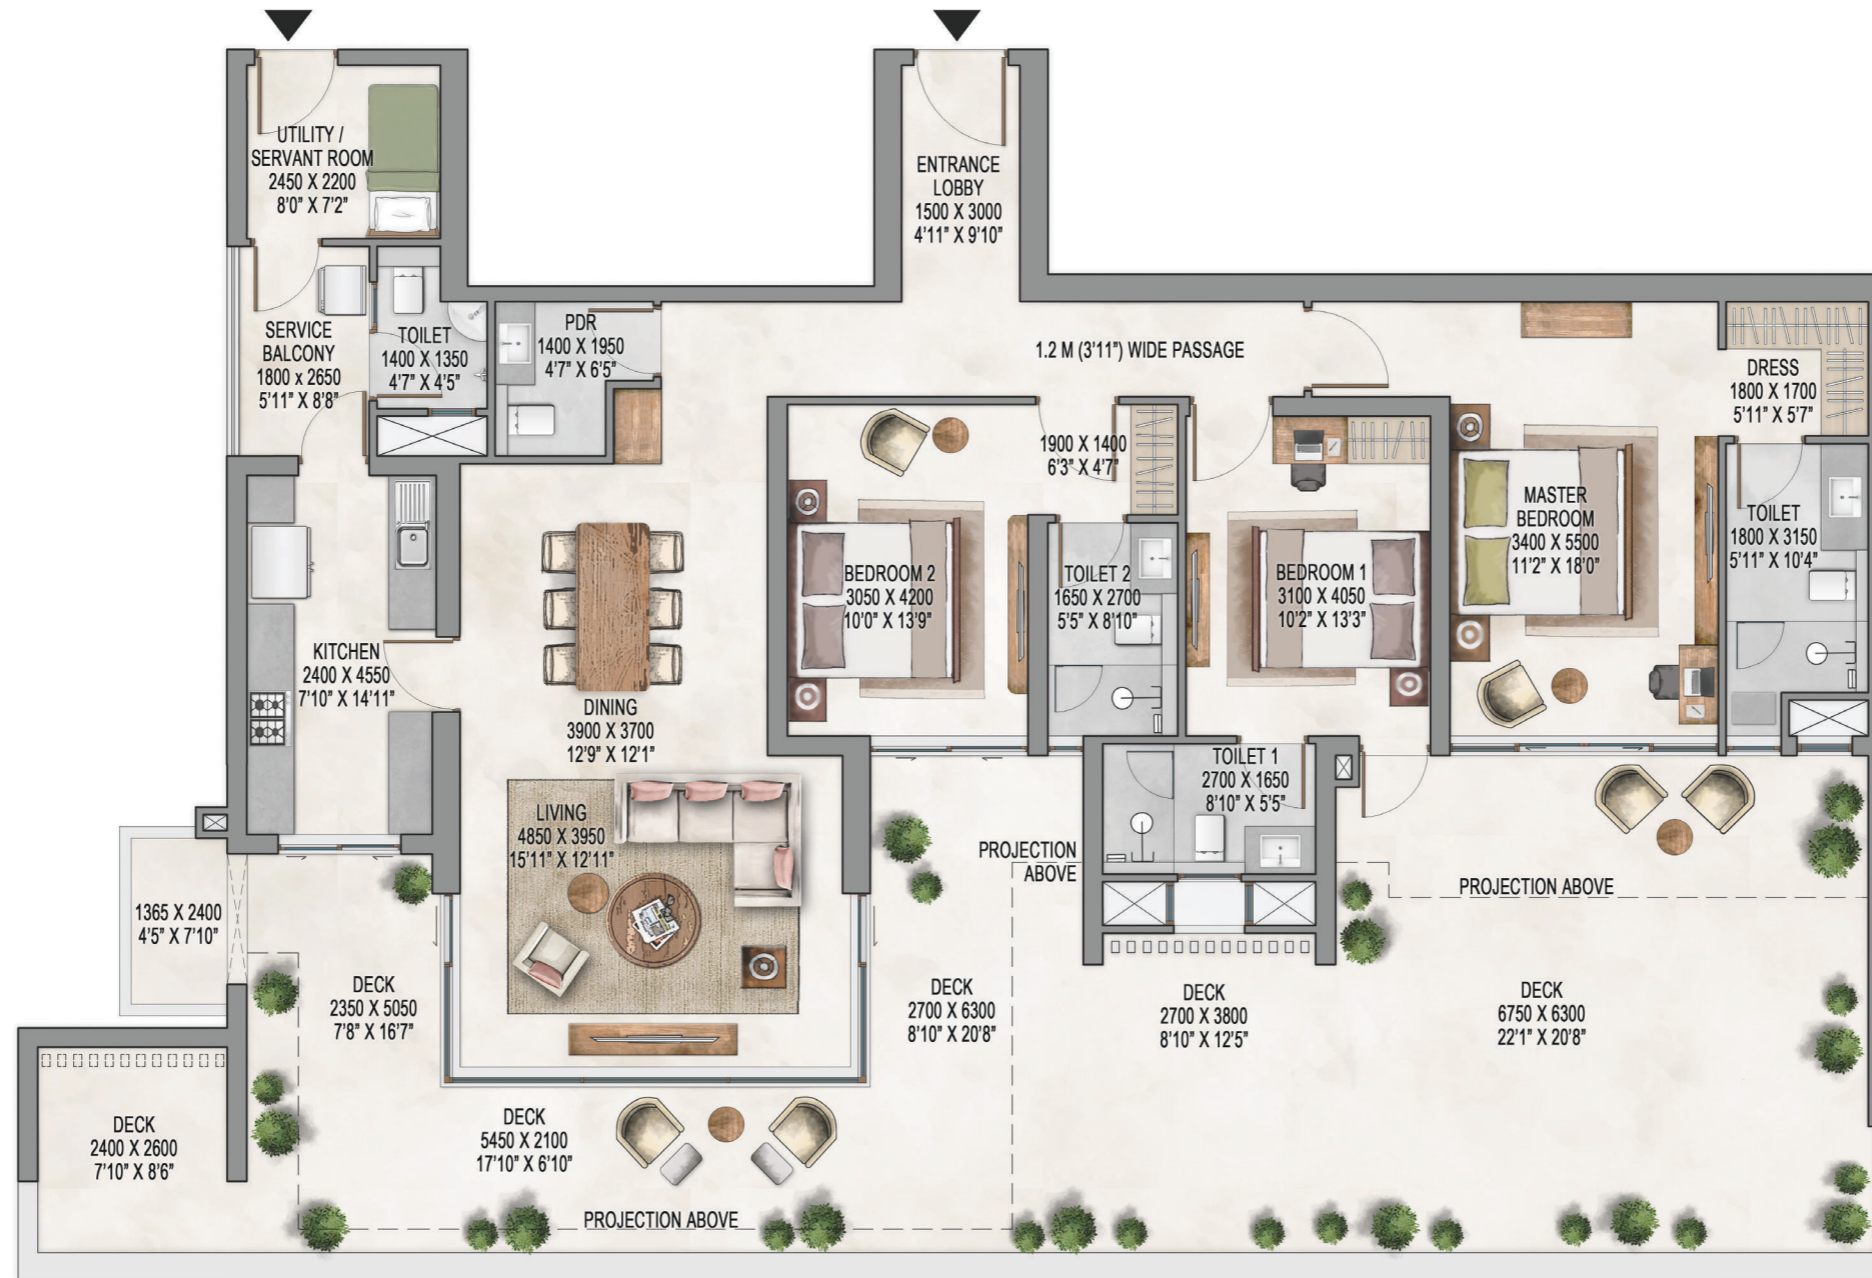 UTILITY /
SERVANT ROOM
2450 X 2200
8'0" X 7'2"
ENTRANCE
LOBBY
1500 X 3000
4'11" X 9'10"
SERVICE
BALCONY
1800 x 2650
5'11" X 8'8"
TOILET
1400 X 1350
4'7" X 4'5"
PDR
1400 X 1950
4'7" X 6'5"
1.2 M (3'11") WIDE PASSAGE
DRESS
1800 X 1700
5'11" X 5'7"
1900 X 1400
6'3" X 4'7"
KITCHEN
2400 X 4550
7'10" X 14'11"
DINING
3900 X 3700
12'9" X 12'1"
BEDROOM 2
3050 X 4200
10'0" X 13'9"
TOILET 2
1650 X 2700
5'5" X 8'10"
BEDROOM 1
3100 X 4050
10'2" X 13'3"
MASTER
BEDROOM
3400 X 5500
11'2" X 18'0"
TOILET
1800 X 3150
5'11" X 10'4"
LIVING
4850 X 3950
15'11" X 12'11"
TOILET 1
2700 X 1650
8'10" X 5'5"
PROJECTION
ABOVE
PROJECTION ABOVE
1365 X 2400
4'5" X 7'10"
DECK
2350 X 5050
7'8" X 16'7"
DECK
2700 X 6300
8'10" X 20'8"
DECK
2700 X 3800
8'10" X 12'5"
DECK
6750 X 6300
22'1" X 20'8"
DECK
2400 X 2600
7'10" X 8'6"
DECK
5450 X 2100
17'10" X 6'10"
PROJECTION ABOVE